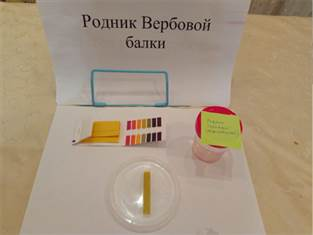 Родник Вербовой
балки